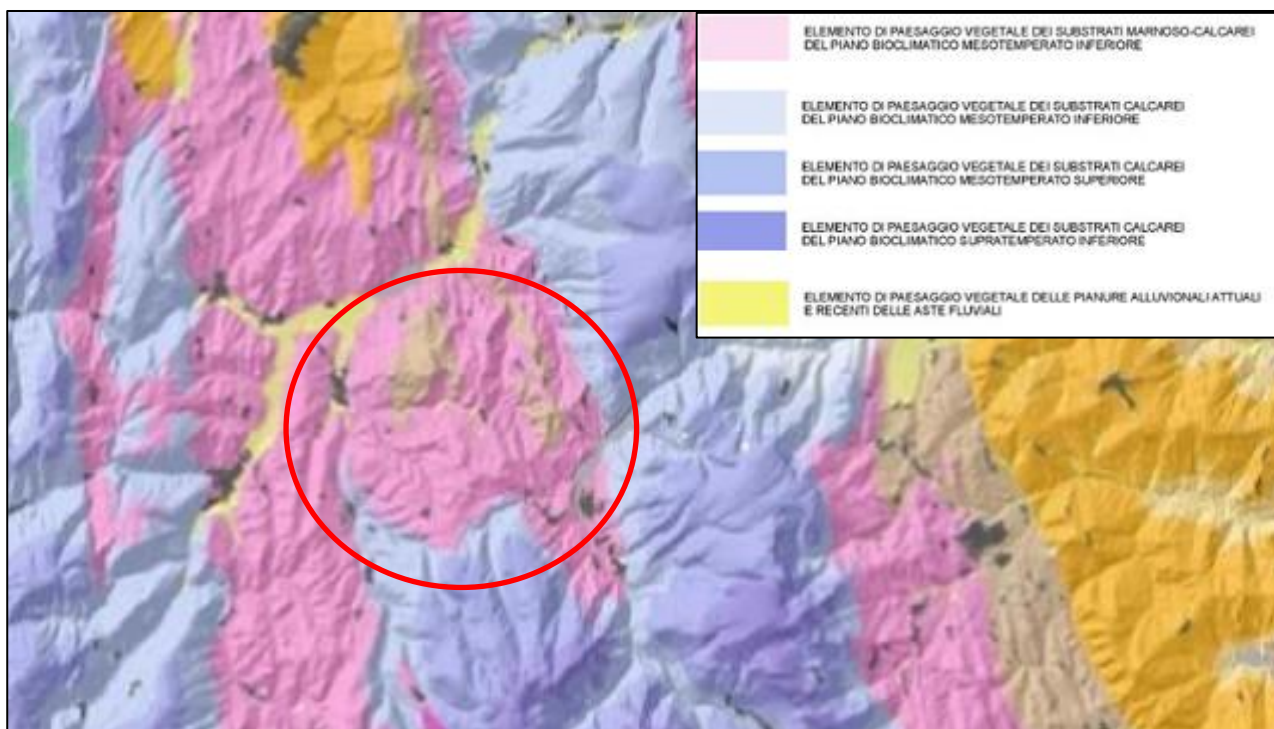 ELEMENTO DI PAESAGGIO VEGETALE DEI SUBSTRATI MARNOSO-CALCAREI
DEL PIANO BIOCLIMATICO MESOTEMPERATO INFERIORE
ELEMENTO DI PAESAGGIO VEGETALE DEI SUBSTRATI CALCAREI
DEL PIANO BIOCLIMATICO MESOTEMPERATO INFERIORE
ELEMENTO DI PAESAGGIO VEGETALE DEI SUBSTRATI CALCAREI
DEL PIANO BIOCLIMATICO MESOTEMPERATO SUPERIORE
ELEMENTO DI PAESAGGIO VEGETALE DEI SUBSTRATI CALCAREI
DEL PIANO BIOCLIMATICO SUPRATEMPERATO INFERIORE
ELEMENTO DI PAESAGGIO VEGETALE DELLE PIANURE ALLUVIONALI ATTUALI
E RECENTI DELLE ASTE FLUVIALI